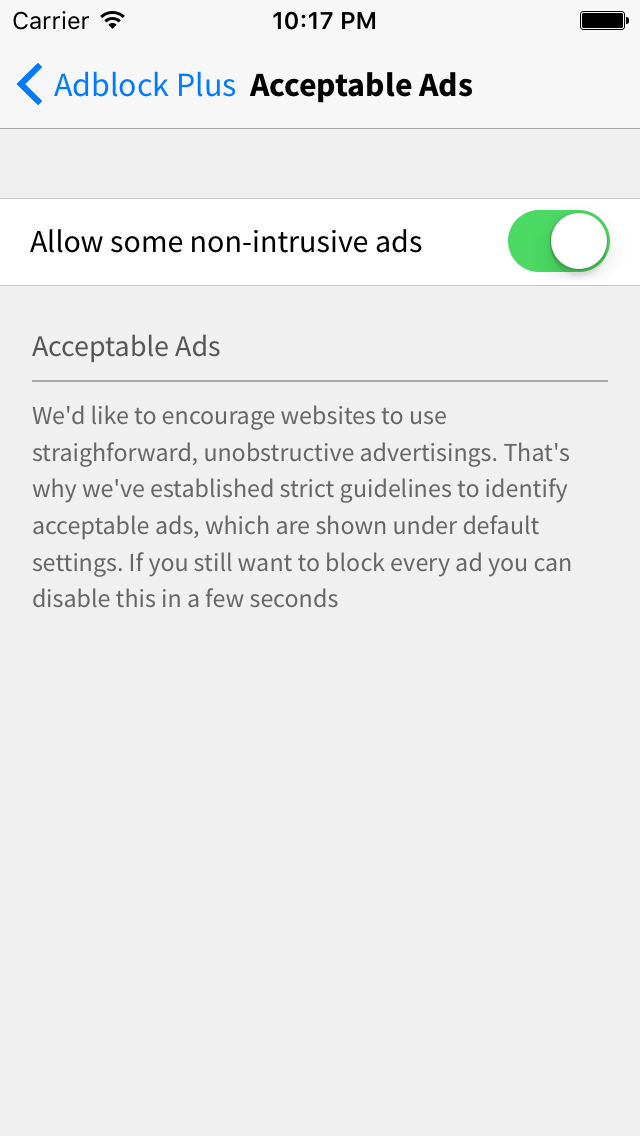 Carrier 10:17 PM
Adblock Plus Acceptable Ads
Allow some non-intrusive ads
Acceptable Ads
We'd like to encourage websites to use
straighforward, unobstructive advertisings. That's
why we've established strict guidelines to identify
acceptable ads, which are shown under default
settings. If you still want to block every ad you can
disable this in a few seconds